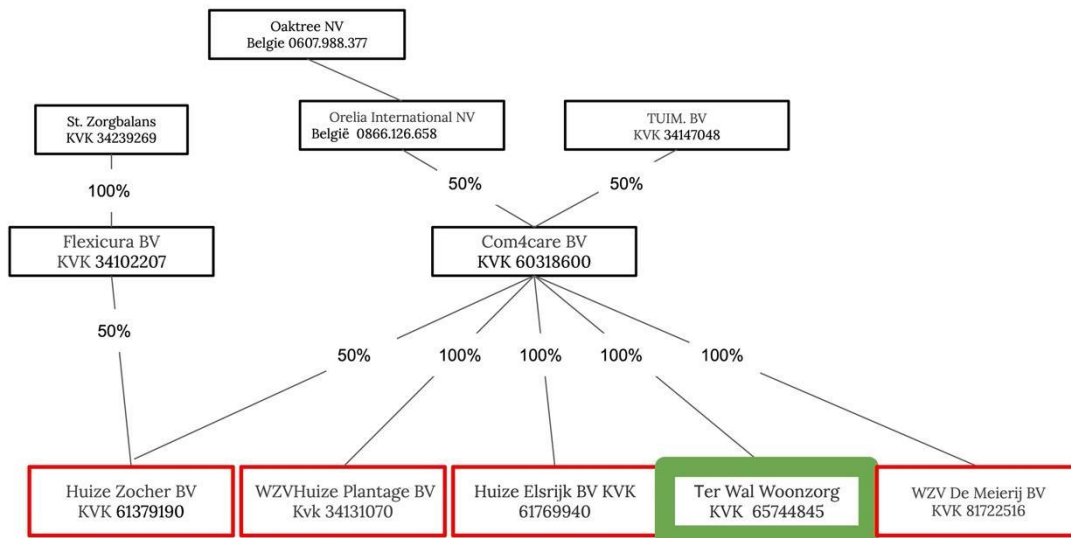 Oaktree NV
Belgie 0607.988.377
St. Zorgbalans
KVK 34239269
Orelia International NV
België 0866.126.658
TUIM. BV
KVK 34147048
100%
50%
50%
Flexicura BV
KVK 34102207
Com4care BV
KVK 60318600
50%
50%
100%
100%
100%
100%
Huize Zocher BV
KVK 61379190
WZVHuize Plantage BV
Kvk 34131070
Huize Elsrijk BV KVK
61769940
Ter Wal Woonzorg
KVK 65744845
WZV De Meierij BV
KVK 81722516